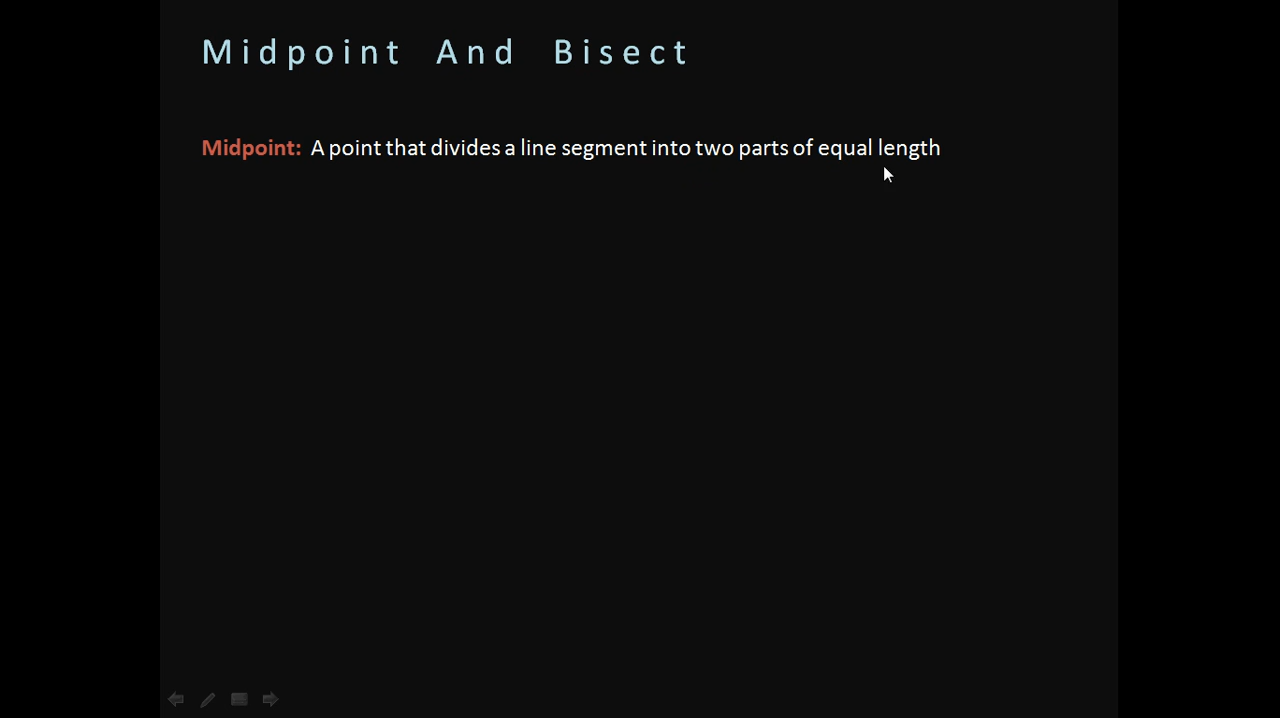 Midpoint And Bisect
Midpoint: A point that divides a line segment into two parts of equal length